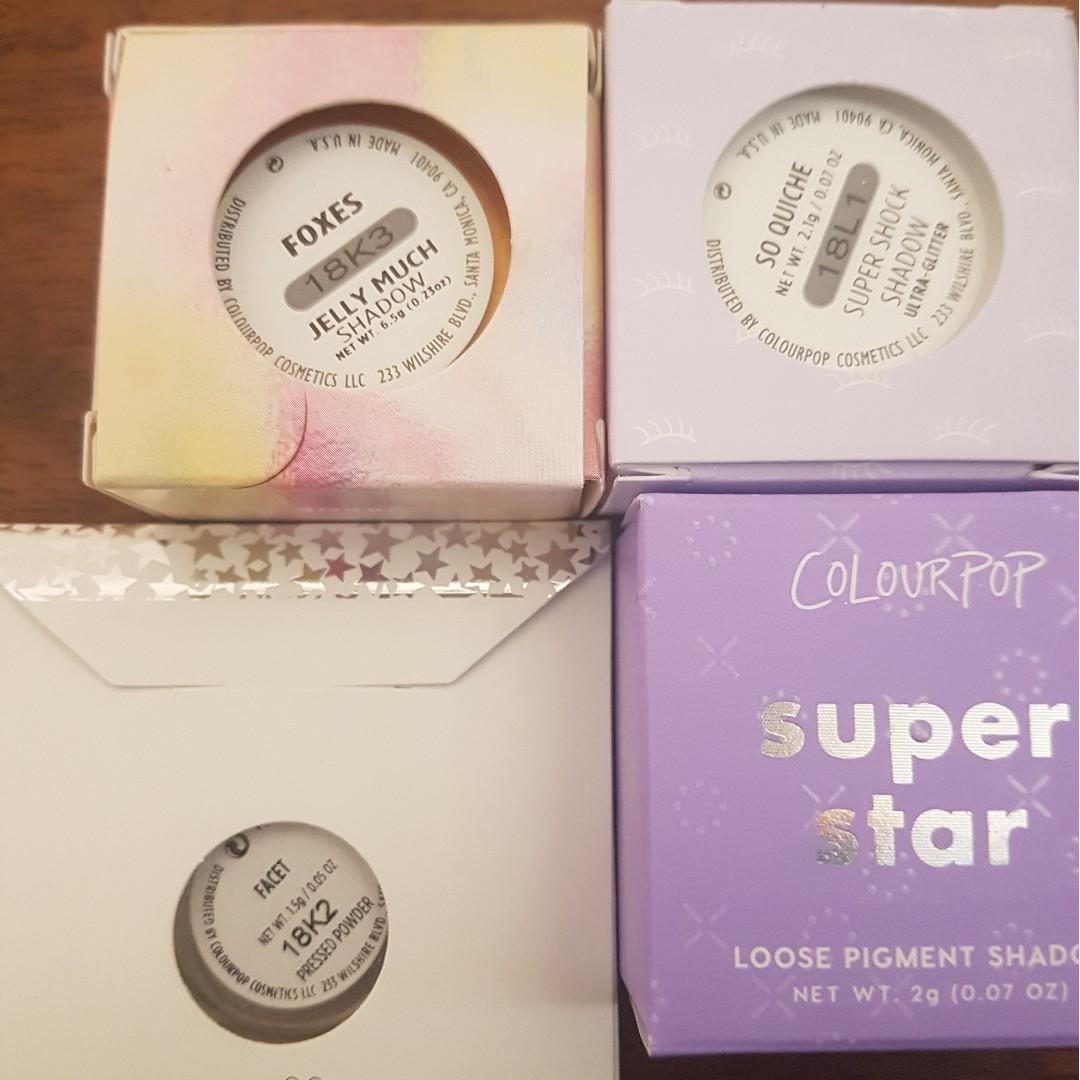 FOXES
18K3
JELLY MUCH
SHADOW
NET WT. 6.5g (0.23oz)
DISTRIBUTED BY COLOURPOP COSMETICS LLC 233 WILSHIRE BLVD., SANTA MONICA, CA 90401 MADE IN U.S.A.
SO QUICHE
NET WT. 2.1g / 0.07 OZ
18L1
SUPER SHOCK
SHADOW
ULTRA-GLITTER
DISTRIBUTED BY COLOURPOP COSMETICS LLC 233 WILSHIRE BLVD., SANTA MONICA, CA 90401 MADE IN U.S.A.
FACET
NET WT. 1.5g / 0.05 OZ
18K2
PRESSED POWDER
DISTRIBUTED BY COLOURPOP COSMETICS LLC 233 WILSHIRE BLVD.
COLOURPOP
super
star
LOOSE PIGMENT SHADO
NET WT. 2g (0.07 OZ)